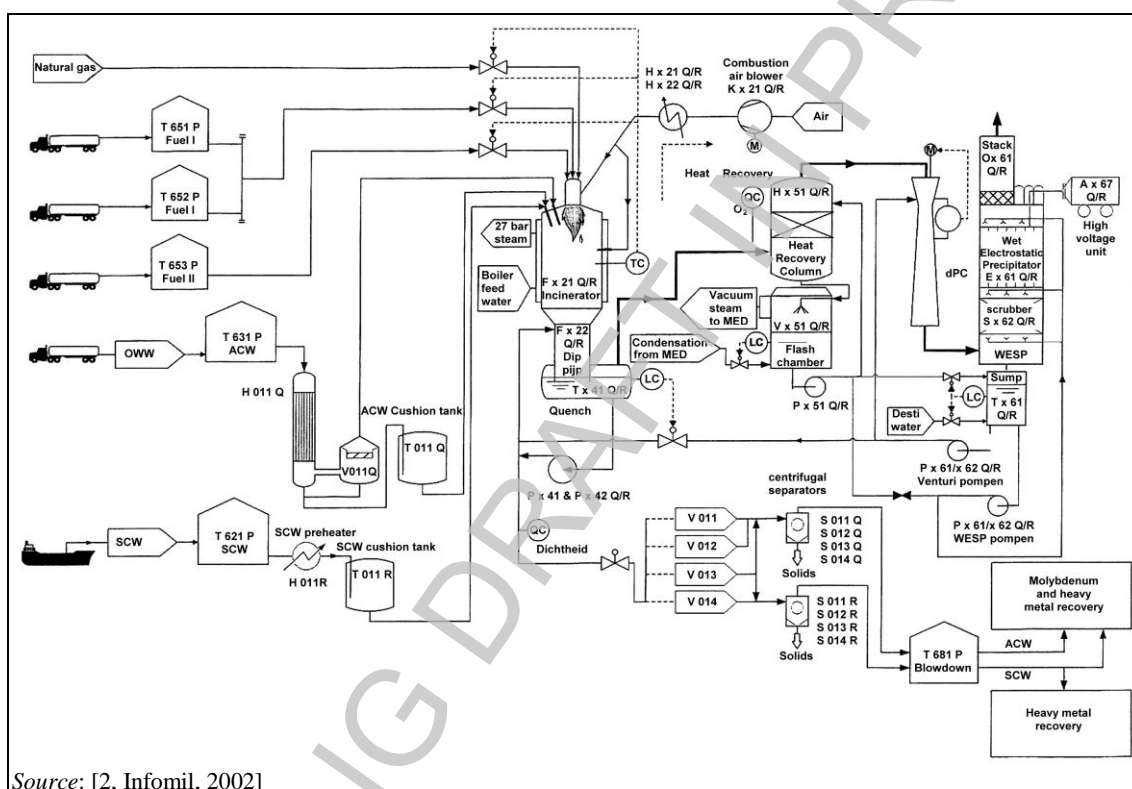 Natural gas
T 651 P
Fuel I
T 652 P
Fuel I
T 653 P
Fuel II
OWW
T 631 P
ACW
H 011 Q
V011Q
ACW Cushion tank
T 011 Q
SCW
T 621 P
SCW
SCW preheater
H 011R
SCW cushion tank
T 011 R
H x 21 Q/R
H x 22 Q/R
Combustion
air blower
K x 21 Q/R
Air
M
27 bar
steam
Boiler
feed
water
F x 21 Q/R
Incinerator
TC
F x 22
Q/R
Dip
pijp
T x 41 Q/R
Quench
LC
P x 41 & P x 42 Q/R
QC
Dichtheid
Heat Recovery
QC
O2
H x 51 Q/R
Heat
Recovery
Column
Vacuum
steam
to MED
V x 51 Q/R
Flash
chamber
Condensation
from MED
LC
P x 51 Q/R
M
dPC
Stack
Ox 61
Q/R
A x 67
Q/R
High
voltage
unit
Wet
Electrostatic
Precipitator
E x 61 Q/R
scrubber
S x 62 Q/R
WESP
Sump
T x 61
Q/R
LC
Desti
water
P x 61/x 62 Q/R
Venturi pompen
P x 61/x 62 Q/R
WESP pompen
centrifugal
separators
V 011
V 012
V 013
V 014
S 011 Q
S 012 Q
S 013 Q
S 014 Q
Solids
S 011 R
S 012 R
S 013 R
S 014 R
Solids
T 681 P
Blowdown
ACW
SCW
Molybdenum
and heavy
metal recovery
Heavy metal
recovery
Source: [2, Infomil, 2002]
G DRAFT IN PR